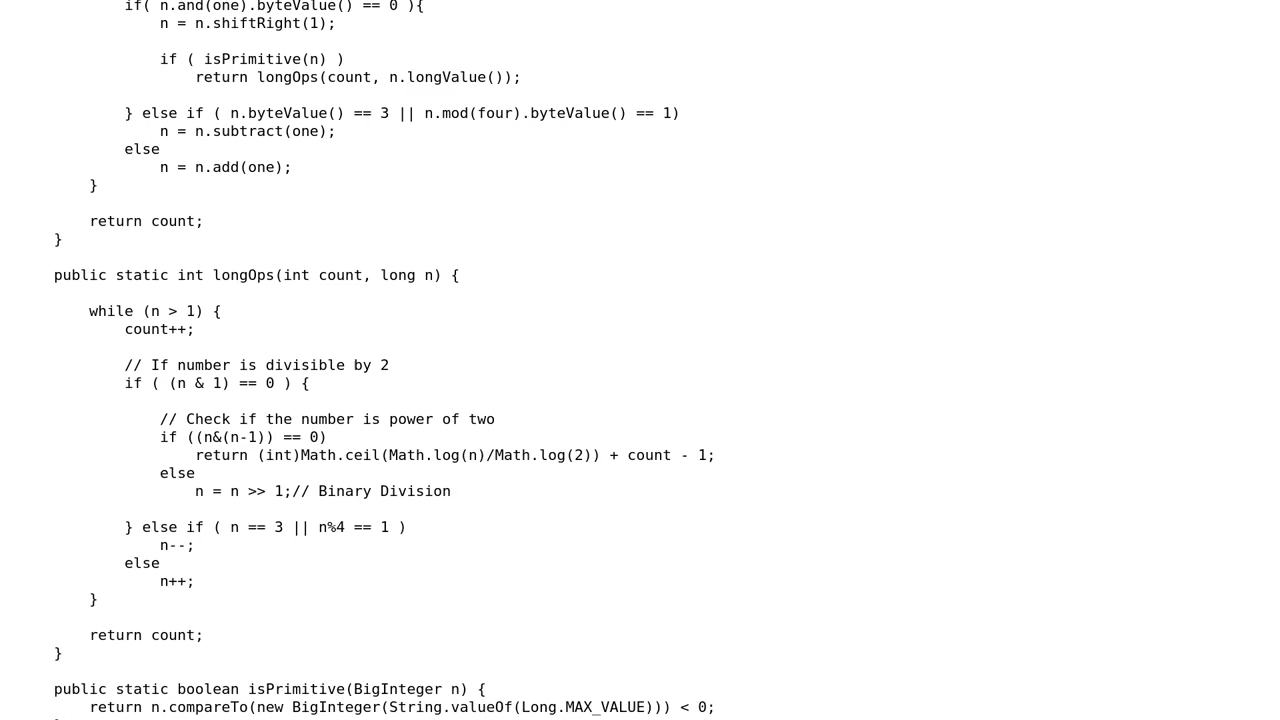 if( n.and(one).byteValue() == 0 ){
n = n.shiftRight(1);
if ( isPrimitive(n) )
return longOps(count, n.longValue());
} else if ( n.byteValue() == 3 || n.mod(four).byteValue() == 1)
n = n.subtract(one);
else
n = n.add(one);
}
return count;
}
public static int longOps(int count, long n) {
while (n > 1) {
count++;
// If number is divisible by 2
if ( (n & 1) == 0 ) {
// Check if the number is power of two
if ((n&(n-1)) == 0)
return (int)Math.ceil(Math.log(n)/Math.log(2)) + count - 1;
else
n = n >> 1;// Binary Division
} else if ( n == 3 || n%4 == 1 )
n--;
else
n++;
}
return count;
}
public static boolean isPrimitive(BigInteger n) {
return n.compareTo(new BigInteger(String.valueOf(Long.MAX_VALUE))) < 0;